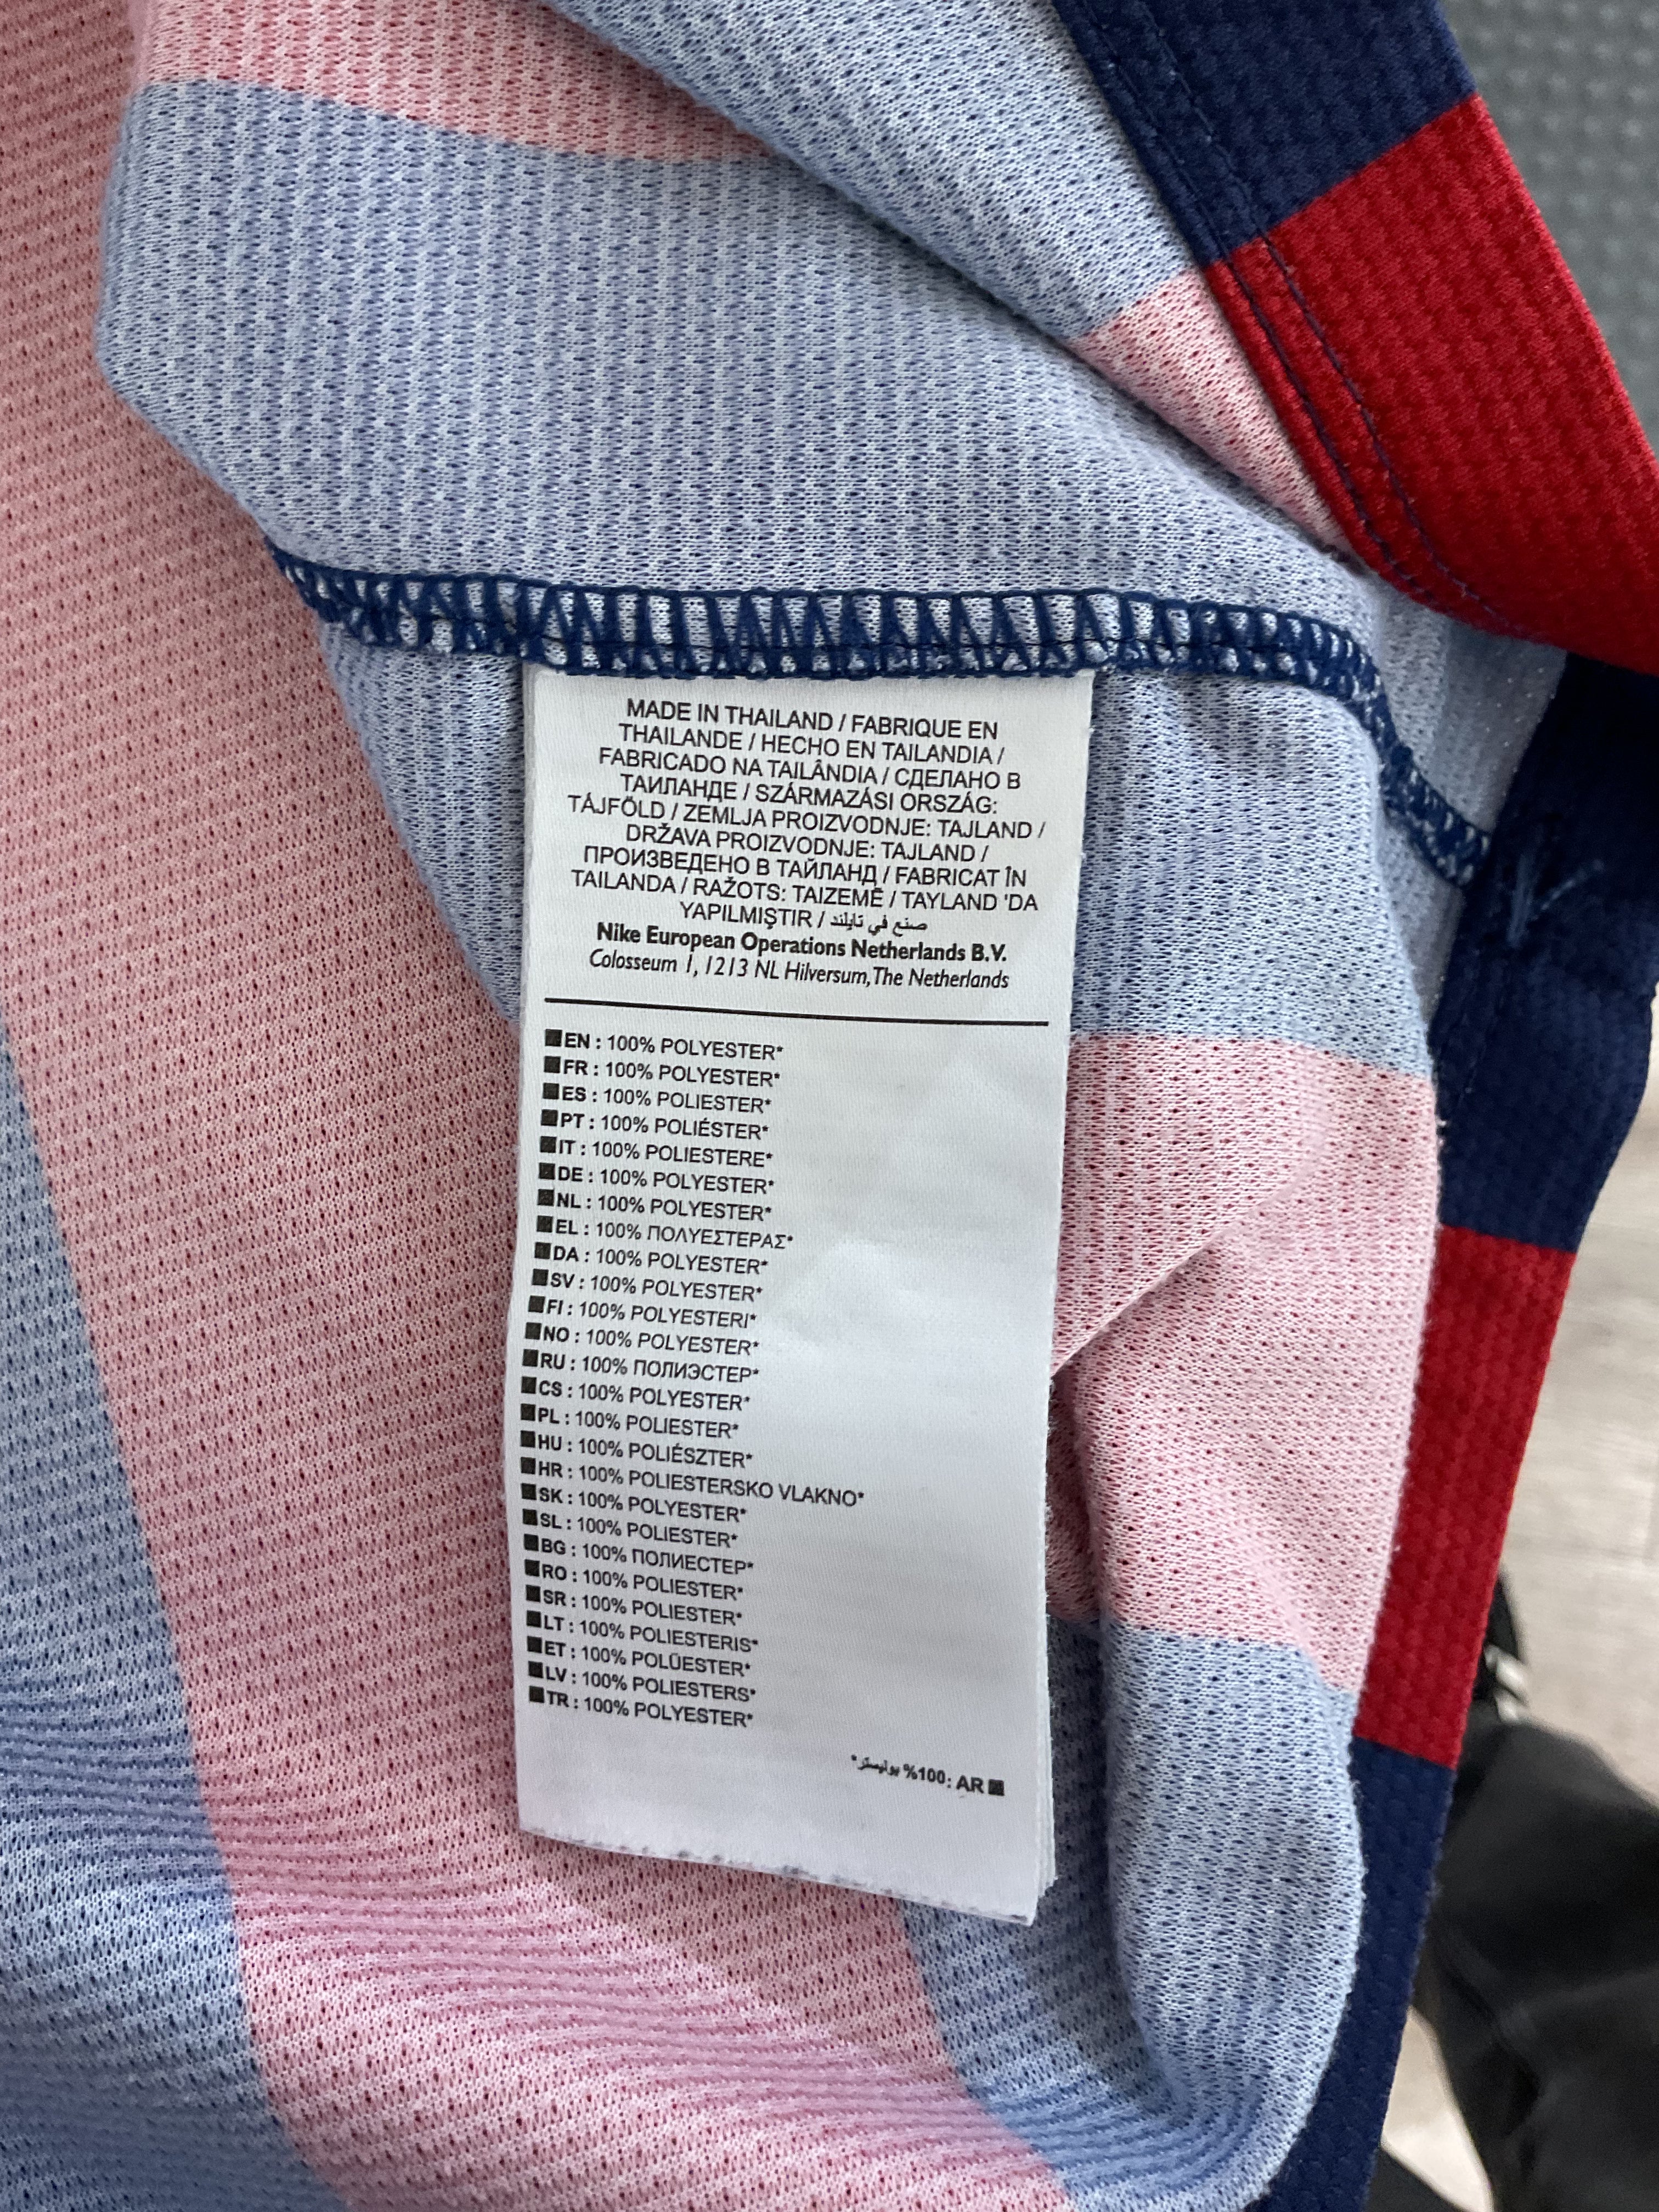 MADE IN THAILAND / FABRIQUE EN
THAILANDE / HECHO EN TAILANDIA /
FABRICADO NA TAILÂNDIA / СДЕЛАНО В
ТАИЛАНДЕ / SZÁRMAZÁSI ORSZÁG:
TÁJFÖLD / ZEMLJA PROIZVODNJE: TAJLAND /
DRŽAVA PROIZVODNJE: TAJLAND /
ПРОИЗВЕДЕНО В ТАЙЛАНД / FABRICAT ÎN
TAILANDA / RAŽOTS: TAIZEMĒ / TAYLAND 'DA
YAPILMIŞTIR / صنع في تايلند
Nike European Operations Netherlands B.V.
Colosseum 1, 1213 NL Hilversum, The Netherlands
EN : 100% POLYESTER*
FR : 100% POLYESTER*
ES : 100% POLIESTER*
PT : 100% POLIÉSTER*
IT : 100% POLIESTERE*
DE : 100% POLYESTER*
NL : 100% POLYESTER*
EL : 100% ΠΟΛΥΕΣΤΕΡΑΣ*
DA : 100% POLYESTER*
SV : 100% POLYESTER*
FI : 100% POLYESTERI*
NO : 100% POLYESTER*
RU : 100% ПОЛИЭСТЕР*
CS : 100% POLYESTER*
PL : 100% POLIESTER*
HU : 100% POLIÉSZTER*
HR : 100% POLIESTERSKO VLAKNO*
SK : 100% POLYESTER*
SL : 100% POLIESTER*
BG : 100% ПОЛИЕСТЕР*
RO : 100% POLIESTER*
SR : 100% POLIESTER*
LT : 100% POLIESTERIS*
ET : 100% POLÜESTER*
LV : 100% POLIESTERS*
TR : 100% POLYESTER*
AR :100% بوليستر*